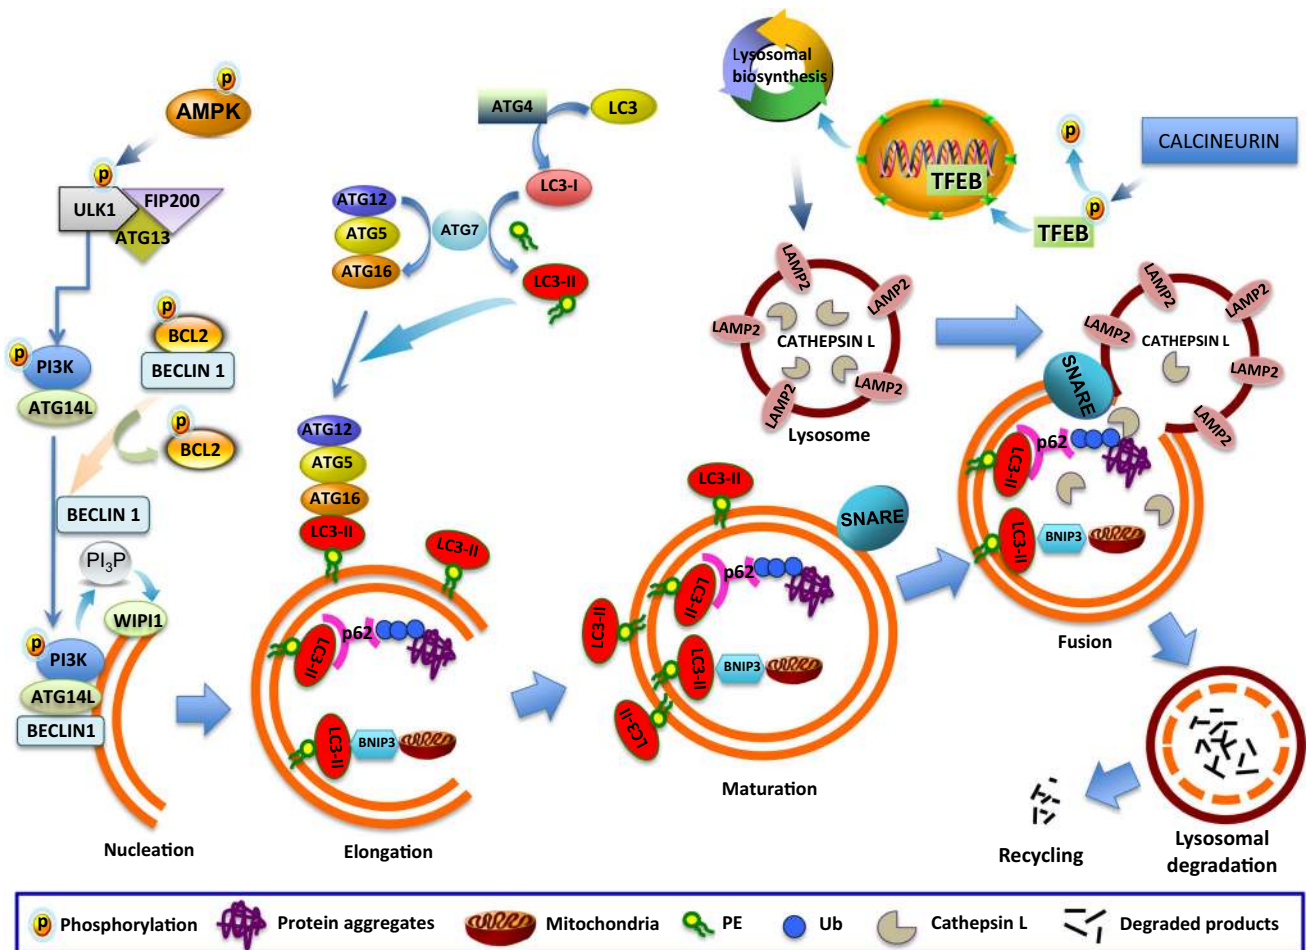 p
AMPK
p
ULK1
FIP200
ATG13
p
BCL2
BECLIN 1
p
PI3K
ATG14L
p
BCL2
BECLIN 1
PI3P
WIPI1
p
PI3K
ATG14L
BECLIN1
Nucleation
ATG4
LC3
LC3-I
ATG12
ATG5
ATG16
ATG7
LC3-II
ATG12
ATG5
ATG16
LC3-II
LC3-II
LC3-II
p62
LC3-II
BNIP3
Elongation
Lysosomal
biosynthesis
TFEB
p
CALCINEURIN
p
TFEB
LAMP2
LAMP2
LAMP2
CATHEPSIN L
LAMP2
LAMP2
Lysosome
LC3-II
SNARE
LC3-II
p62
LC3-II
LC3-II
BNIP3
LC3-II
Maturation
LAMP2
LAMP2
LAMP2
CATHEPSIN L
LAMP2
LAMP2
SNARE
LC3-II
p62
LC3-II
BNIP3
Fusion
Recycling
Lysosomal
degradation
p Phosphorylation Protein aggregates Mitochondria PE Ub Cathepsin L Degraded products